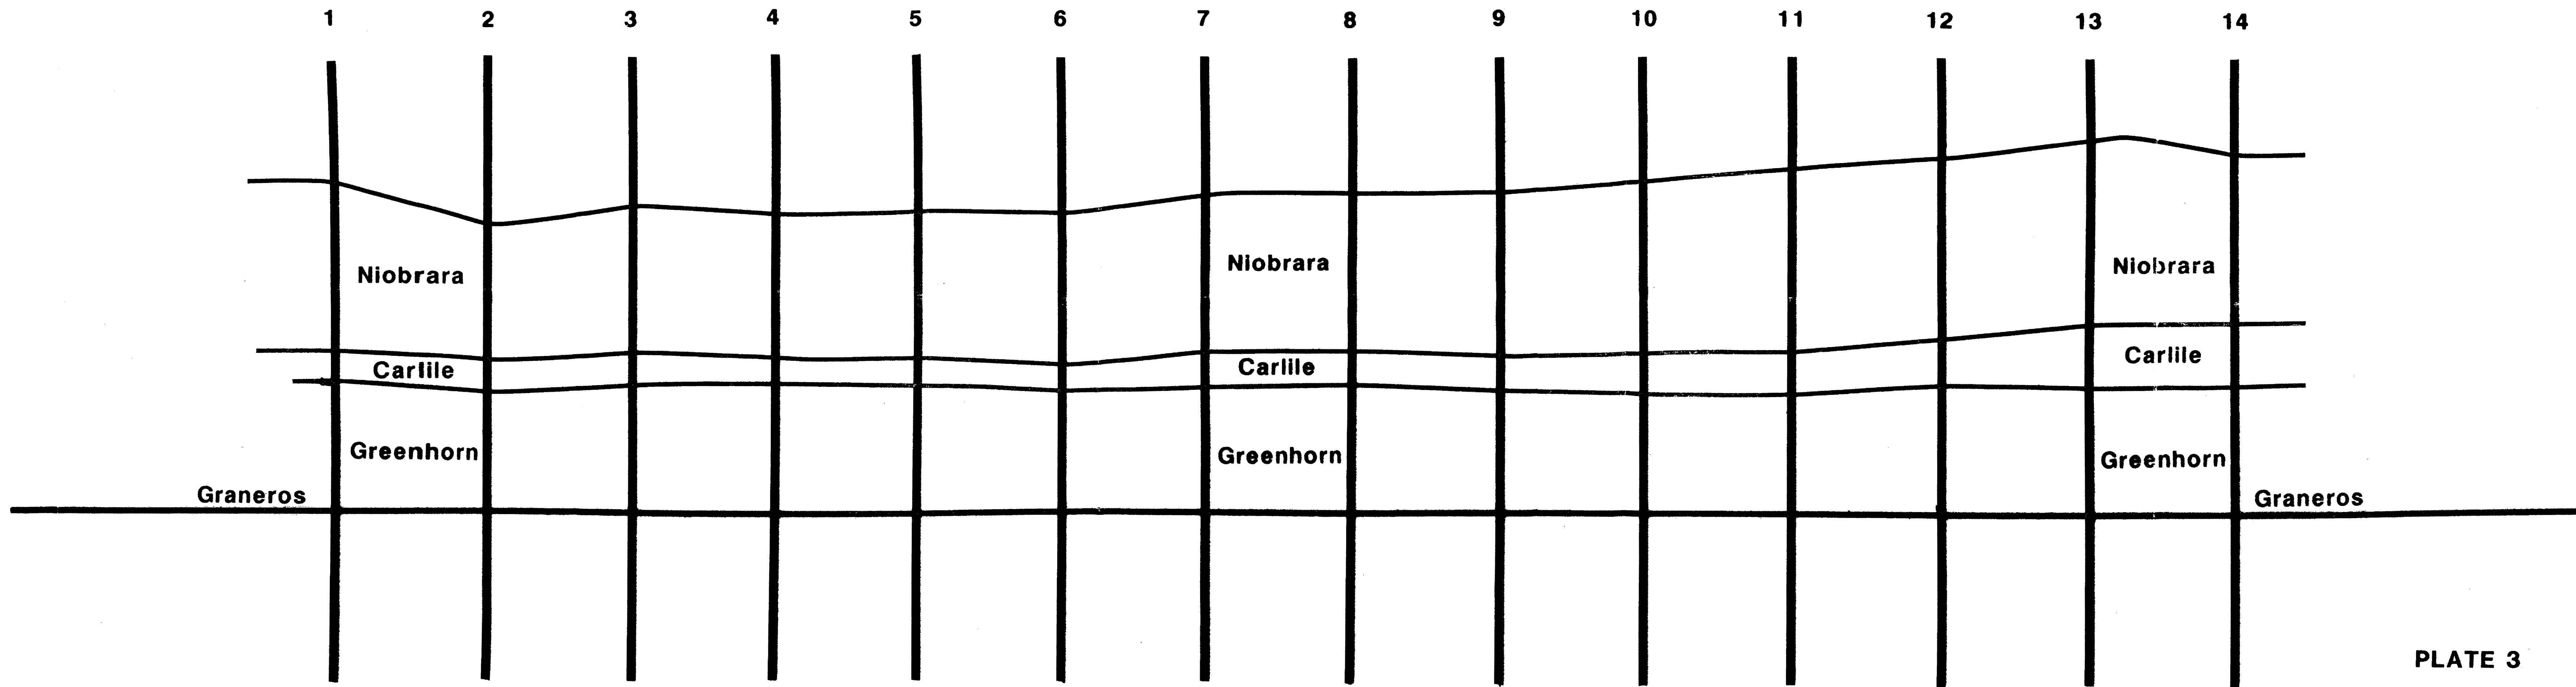 1 2 3 4 5 6 7 8 9 10 11 12 13 14
Niobrara Niobrara Niobrara
Carlile Carlile Carlile
Greenhorn Greenhorn Greenhorn
Graneros Graneros
PLATE 3